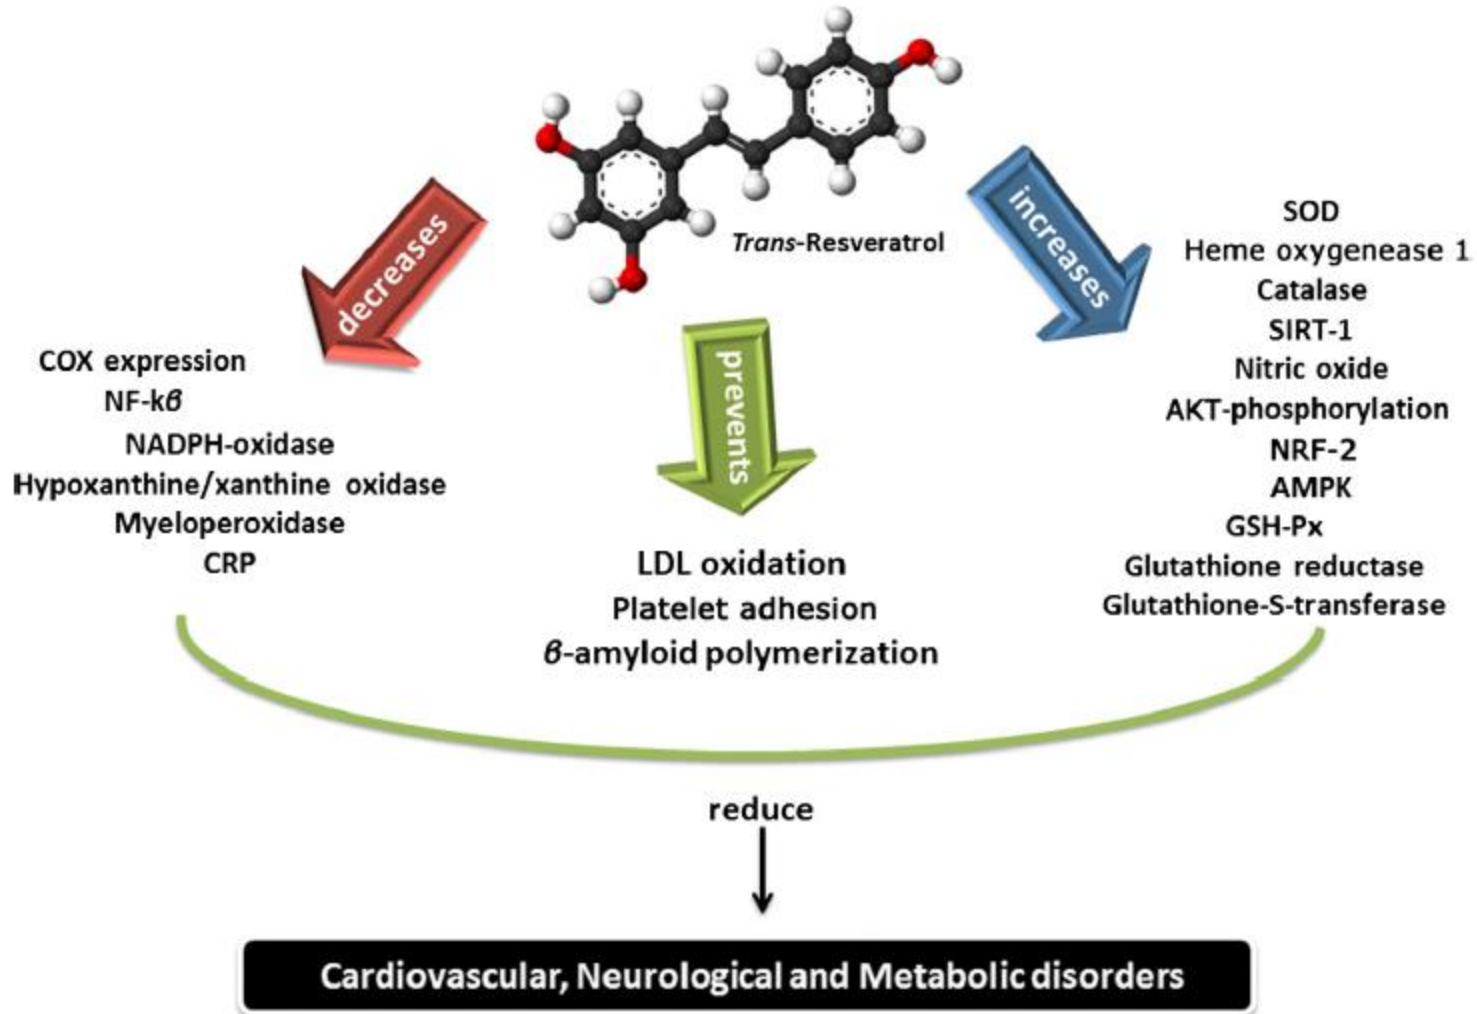 Trans-Resveratrol
decreases
COX expression
NF-kβ
NADPH-oxidase
Hypoxanthine/xanthine oxidase
Myeloperoxidase
CRP
prevents
LDL oxidation
Platelet adhesion
β-amyloid polymerization
increases
SOD
Heme oxygenease 1
Catalase
SIRT-1
Nitric oxide
AKT-phosphorylation
NRF-2
AMPK
GSH-Px
Glutathione reductase
Glutathione-S-transferase
reduce
Cardiovascular, Neurological and Metabolic disorders